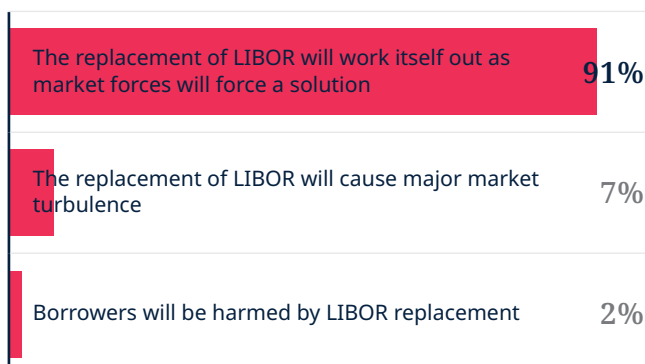 The replacement of LIBOR will work itself out as
market forces will force a solution
91%
The replacement of LIBOR will cause major market
turbulence
7%
Borrowers will be harmed by LIBOR replacement
2%